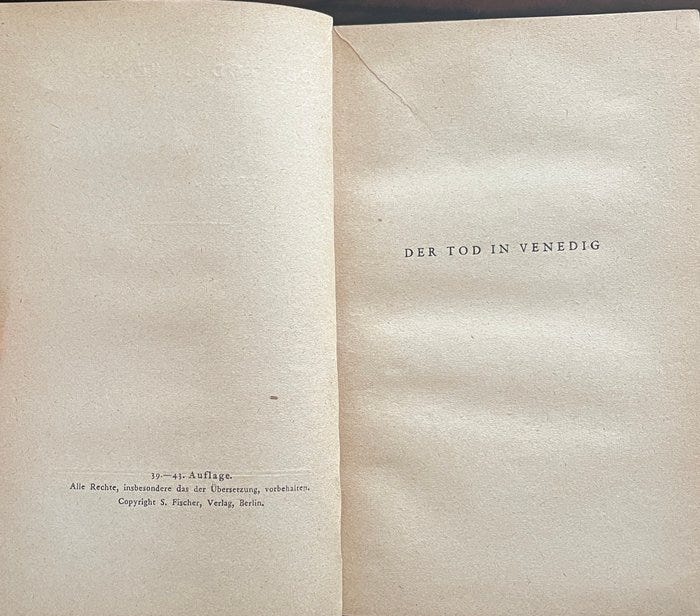 39.—43. Auflage.
Alle Rechte, insbesondere das der Übersetzung, vorbehalten.
Copyright S. Fischer, Verlag, Berlin.
DER TOD IN VENEDIG